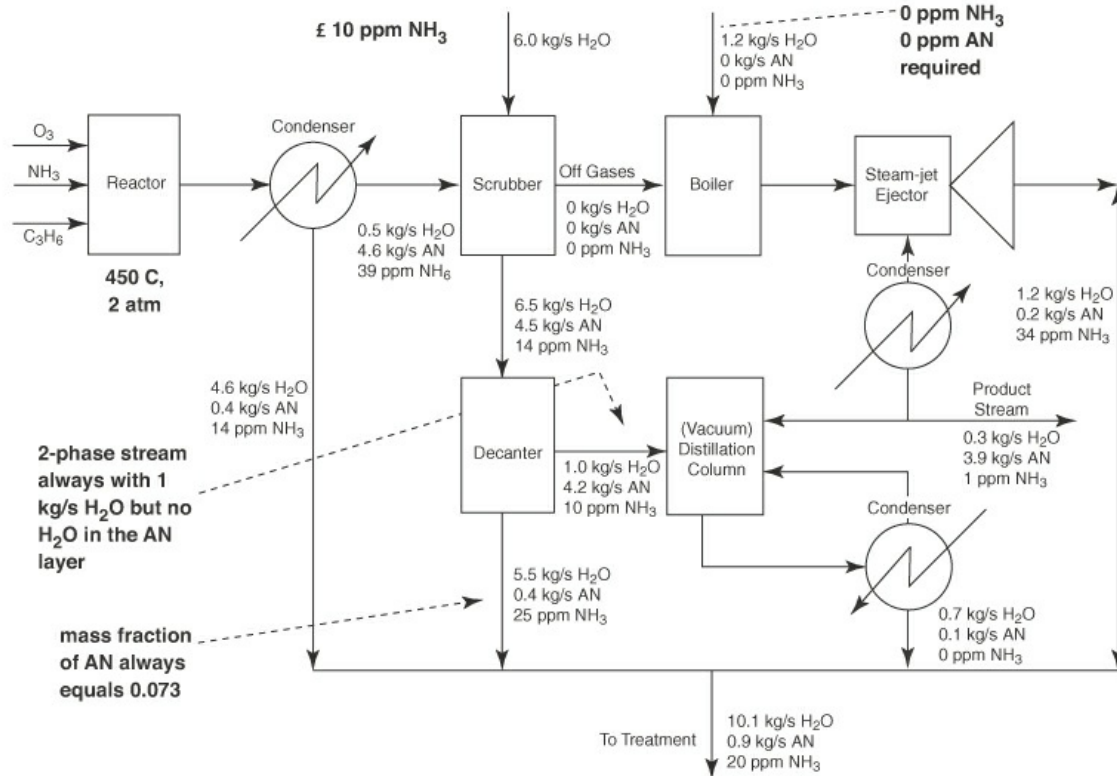 £ 10 ppm NH3
6.0 kg/s H2O
1.2 kg/s H2O
0 kg/s AN
0 ppm NH3
0 ppm NH3
0 ppm AN
required
O3
NH3
C3H6
Reactor
450 C,
2 atm
Condenser
0.5 kg/s H2O
4.6 kg/s AN
39 ppm NH6
Scrubber
Off Gases
0 kg/s H2O
0 kg/s AN
0 ppm NH3
Boiler
Steam-jet
Ejector
Condenser
1.2 kg/s H2O
0.2 kg/s AN
34 ppm NH3
6.5 kg/s H2O
4.5 kg/s AN
14 ppm NH3
4.6 kg/s H2O
0.4 kg/s AN
14 ppm NH3
2-phase stream
always with 1
kg/s H2O but no
H2O in the AN
layer
Decanter
1.0 kg/s H2O
4.2 kg/s AN
10 ppm NH3
(Vacuum)
Distillation
Column
Product
Stream
0.3 kg/s H2O
3.9 kg/s AN
1 ppm NH3
Condenser
5.5 kg/s H2O
0.4 kg/s AN
25 ppm NH3
0.7 kg/s H2O
0.1 kg/s AN
0 ppm NH3
mass fraction
of AN always
equals 0.073
To Treatment
10.1 kg/s H2O
0.9 kg/s AN
20 ppm NH3